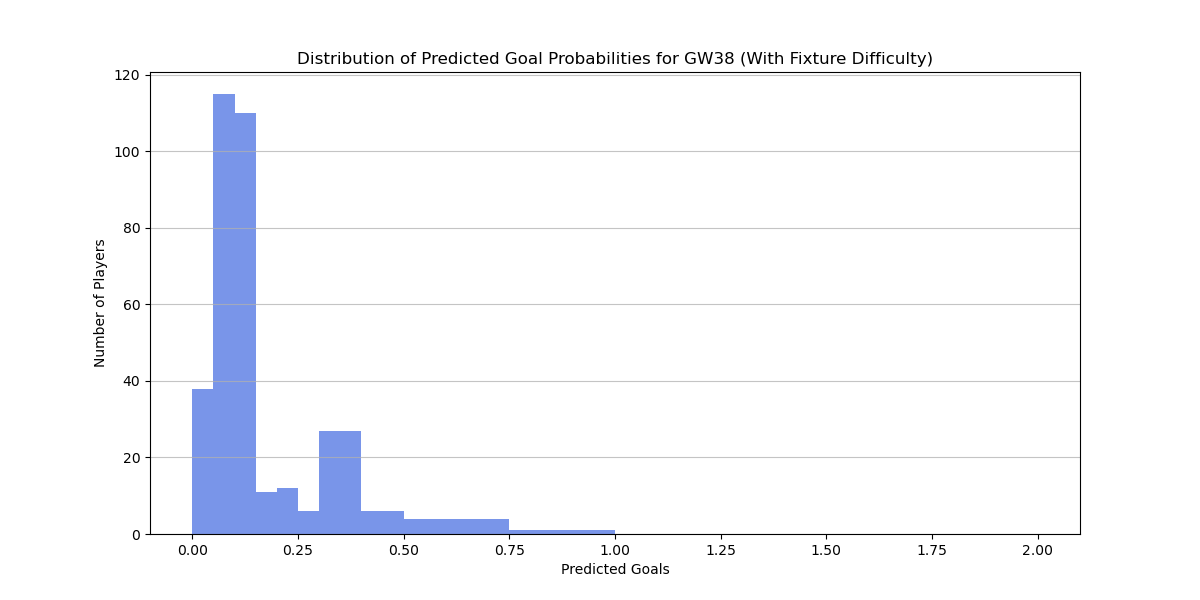 Distribution of Predicted Goal Probabilities for GW38 (With Fixture Difficulty)
120
100
80
60
40
20
0
Number of Players
0.00 0.25 0.50 0.75 1.00 1.25 1.50 1.75 2.00
Predicted Goals